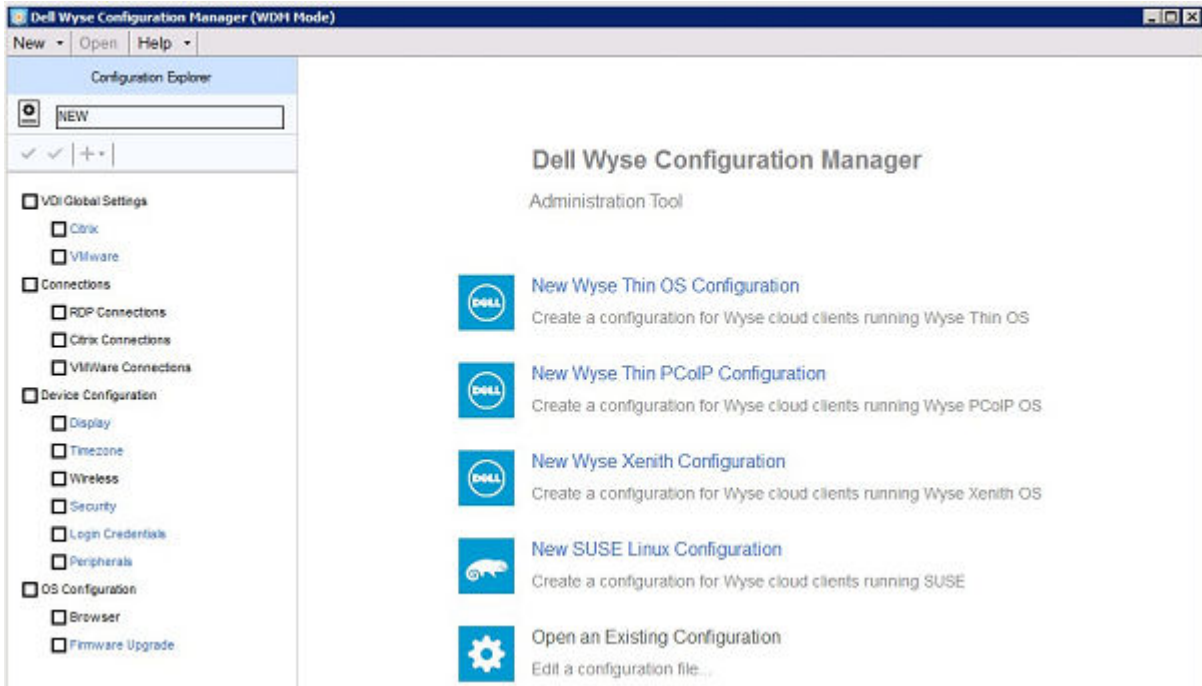 Dell Wyse Configuration Manager (WDM Mode)
New Open Help
Configuration Explorer
NEW
VDI Global Settings
Citrix
VMware
Connections
RDP Connections
Citrix Connections
VMWare Connections
Device Configuration
Display
Timezone
Wireless
Security
Login Credentials
Peripherals
OS Configuration
Browser
Firmware Upgrade
Dell Wyse Configuration Manager
Administration Tool
DELL
New Wyse Thin OS Configuration
Create a configuration for Wyse cloud clients running Wyse Thin OS
DELL
New Wyse Thin PCoIP Configuration
Create a configuration for Wyse cloud clients running Wyse PCoIP OS
DELL
New Wyse Xenith Configuration
Create a configuration for Wyse cloud clients running Wyse Xenith OS
New SUSE Linux Configuration
Create a configuration for Wyse cloud clients running SUSE
Open an Existing Configuration
Edit a configuration file...